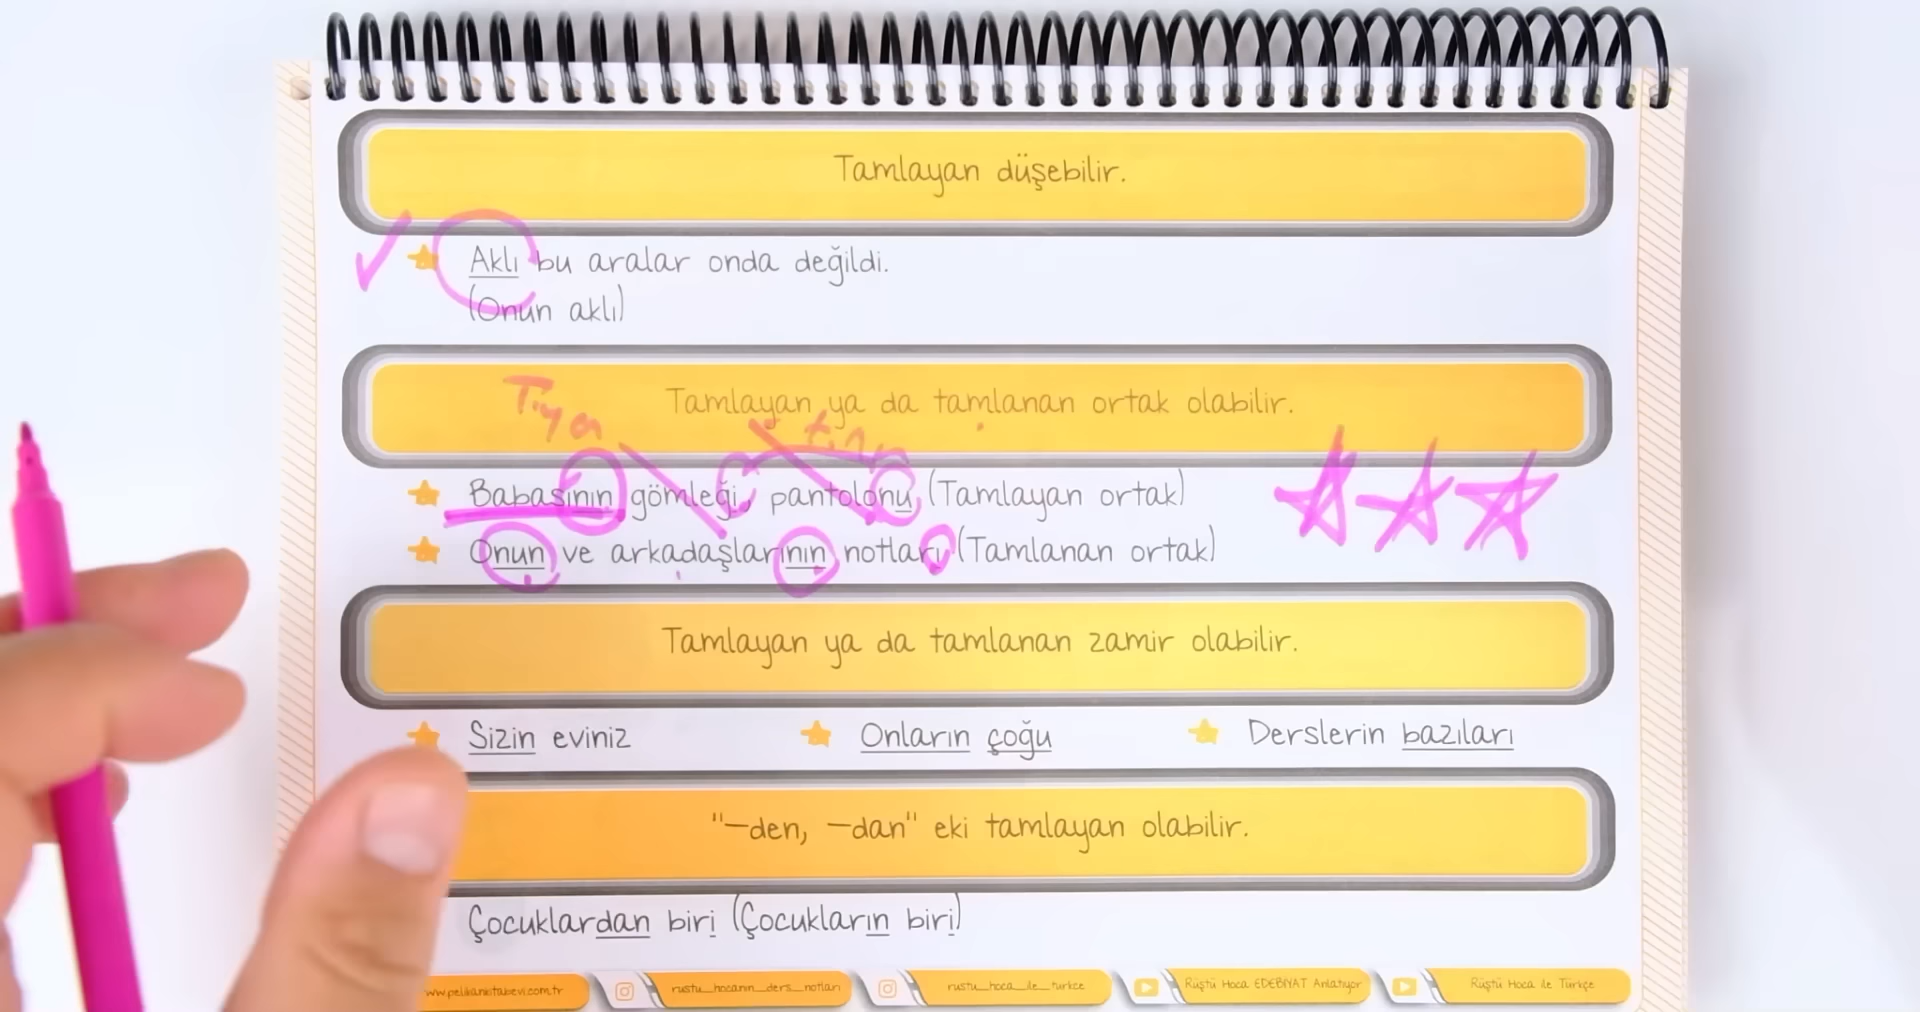 Tamlayan düşebilir.
Aklı bu aralar onda değildi.
(Onun aklı)
Tamlayan ya da tamlanan ortak olabilir.
Babasının gömleği, pantolonu (Tamlayan ortak)
Onun ve arkadaşlarının notları (Tamlanan ortak)
Tamlayan ya da tamlanan zamir olabilir.
Sizin eviniz Onların çoğu Derslerin bazıları
"-den, -dan" eki tamlayan olabilir.
Çocuklardan biri (Çocukların biri)
www.pelikankitabevi.com.tr rustu_hocanın_ders_notları rustu_hoca_ile_turkce Rüştü Hoca EDEBİYAT Anlatıyor Rüştü Hoca ile Türkçe